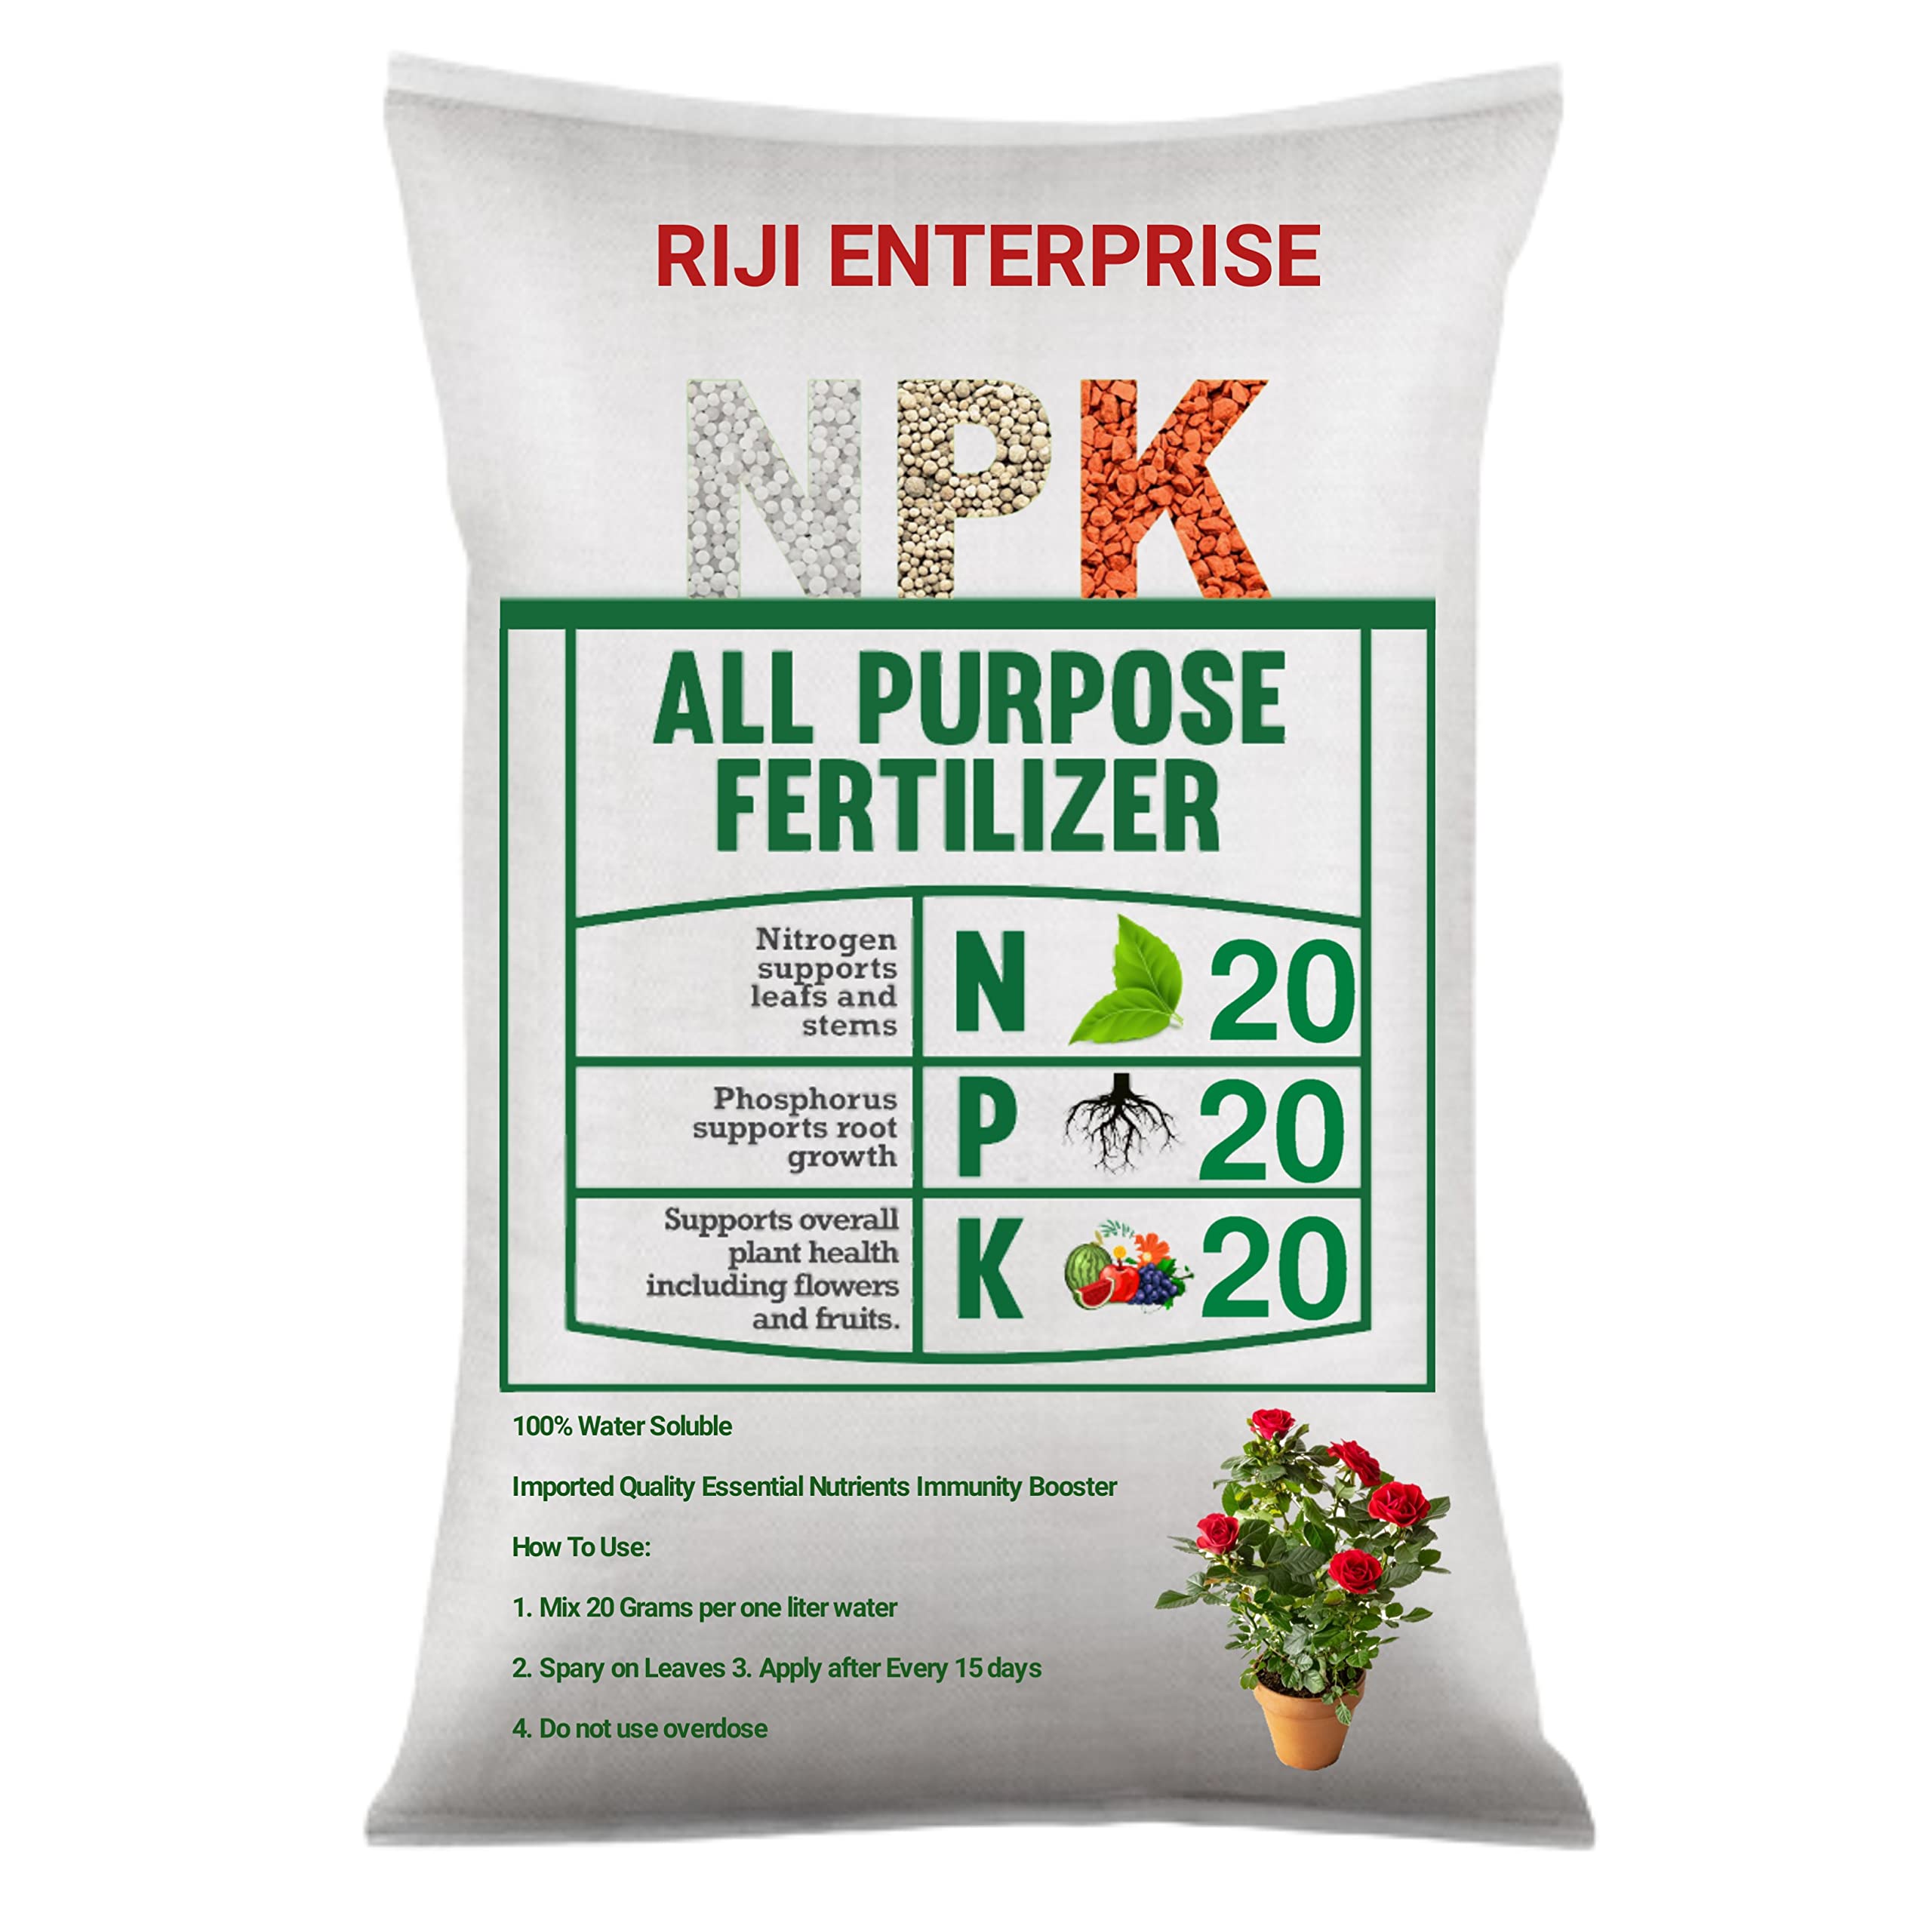 RIJI ENTERPRISE
NPK
ALL PURPOSE
FERTILIZER
Nitrogen
supports
leafs and
stems
N 20
Phosphorus
supports root
growth
P 20
Supports overall
plant health
including flowers
and fruits.
K 20
100% Water Soluble
Imported Quality Essential Nutrients Immunity Booster
How To Use:
1. Mix 20 Grams per one liter water
2. Spary on Leaves 3. Apply after Every 15 days
4. Do not use overdose